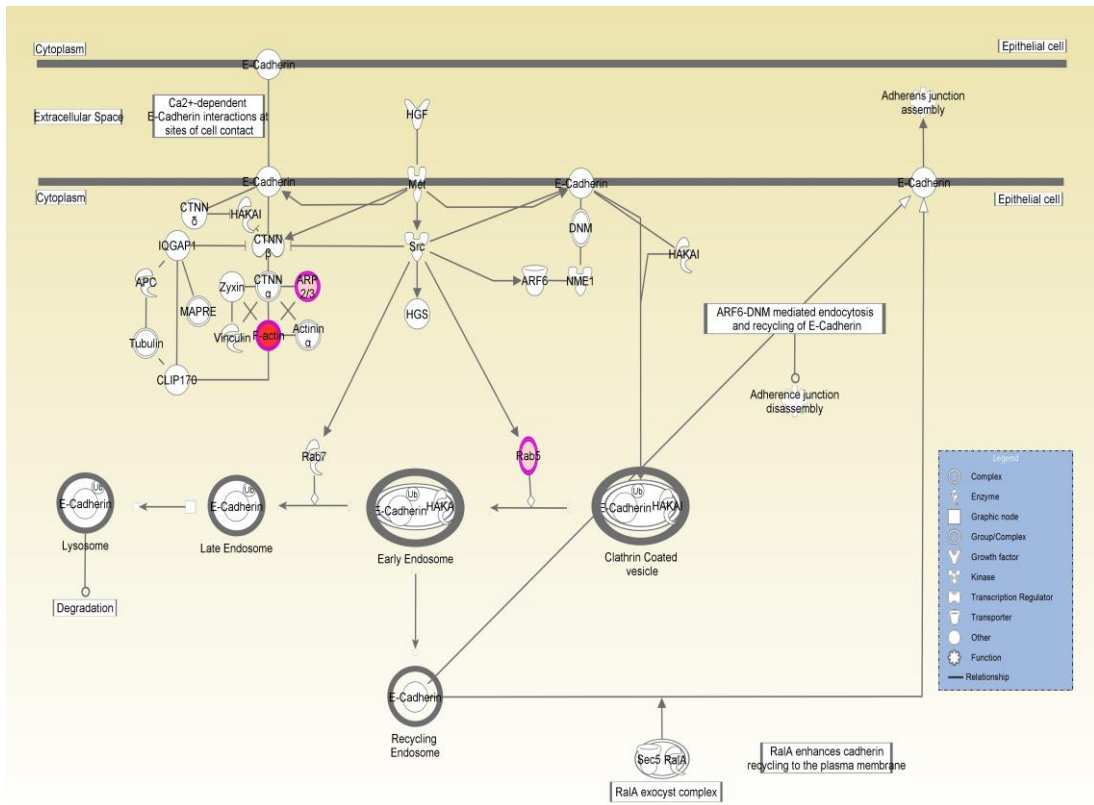 Cytoplasm
E-Cadherin
Epithelial cell
Extracellular Space
Ca2+-dependent
E-Cadherin interactions at
sites of cell contact
HGF
Adherens junction
assembly
Cytoplasm
E-Cadherin
Met
E-Cadherin
E-Cadherin
Epithelial cell
CTNN
δ
HAKAI
IQGAP1
CTNN
β
Src
DNM
HAKAI
APC
Zyxin
CTNN
α
ARP
2/3
ARF6
NME1
MAPRE
HGS
Tubulin
Vinculin
F-actin
Actinin
α
CLIP170
ARF6-DNM mediated endocytosis
and recycling of E-Cadherin
Adherence junction
disassembly
Rab7
Rab5
Ub
E-Cadherin
Lysosome
Ub
E-Cadherin
Late Endosome
Ub
E-Cadherin
HAKA
Early Endosome
Ub
E-Cadherin
HAKAI
Clathrin Coated
vesicle
Degradation
E-Cadherin
Recycling
Endosome
Sec5 RalA
RalA exocyst complex
RalA enhances cadherin
recycling to the plasma membrane
Legend
Complex
Enzyme
Graphic node
Group/Complex
Growth factor
Kinase
Transcription Regulator
Transporter
Other
Function
Relationship